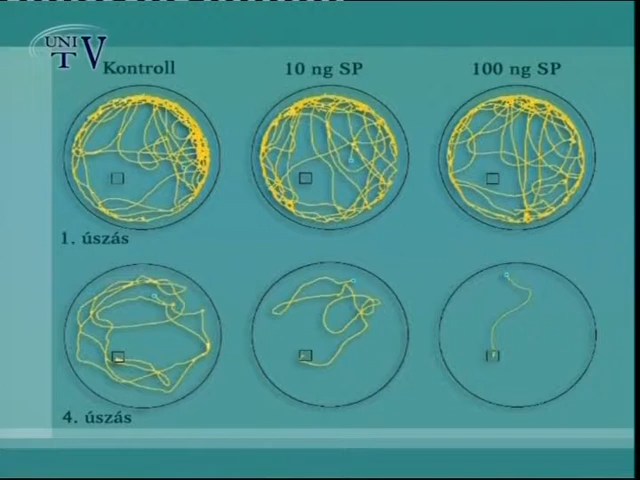 UNI
TV
Kontroll
10 ng SP
100 ng SP
1. úszás
4. úszás